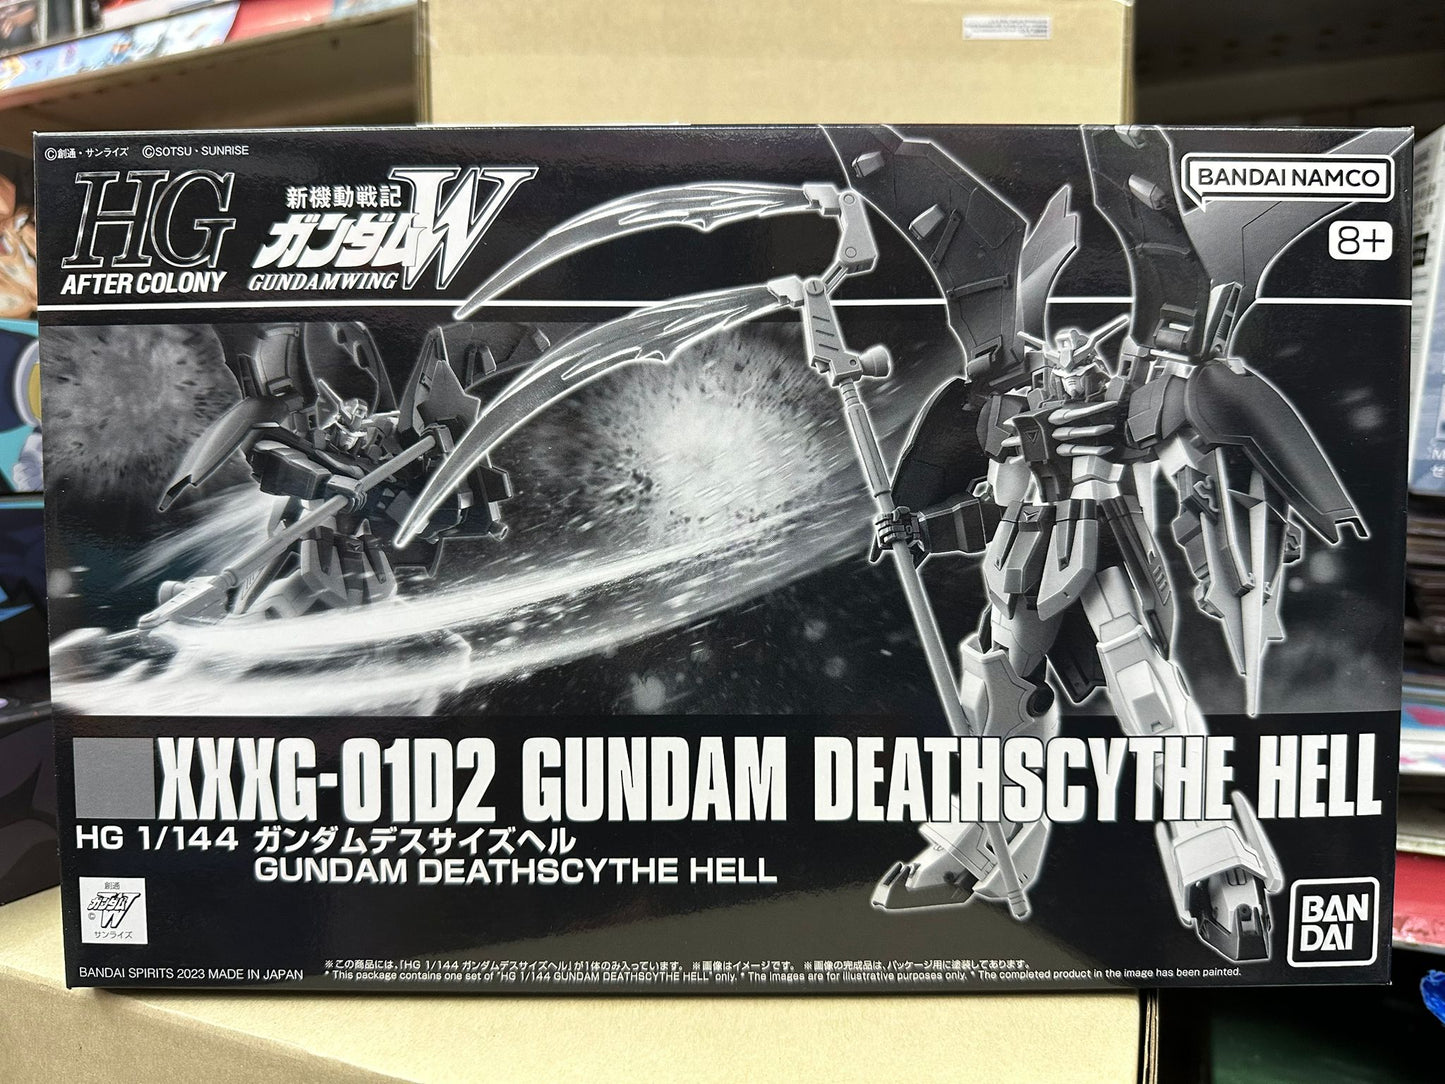 ©創通・サンライズ ©SOTSU・SUNRISE
HG
AFTER COLONY
新機動戦記
ガンダムW
GUNDAMWING
BANDAI NAMCO
8+
XXXG-01D2 GUNDAM DEATHSCYTHE HELL
HG 1/144 ガンダムデスサイズヘル
GUNDAM DEATHSCYTHE HELL
創通
ガンダムW
©
サンライズ
BAN
DAI
BANDAI SPIRITS 2023 MADE IN JAPAN
※この商品には、「HG 1/144 ガンダムデスサイズヘル」が1体のみ入っています。 ※画像はイメージです。 ※画像の完成品は、パッケージ用に塗装してあります。
* This package contains one set of "HG 1/144 GUNDAM DEATHSCYTHE HELL" only. * The images are for illustrative purposes only. * The completed product in the image has been painted.